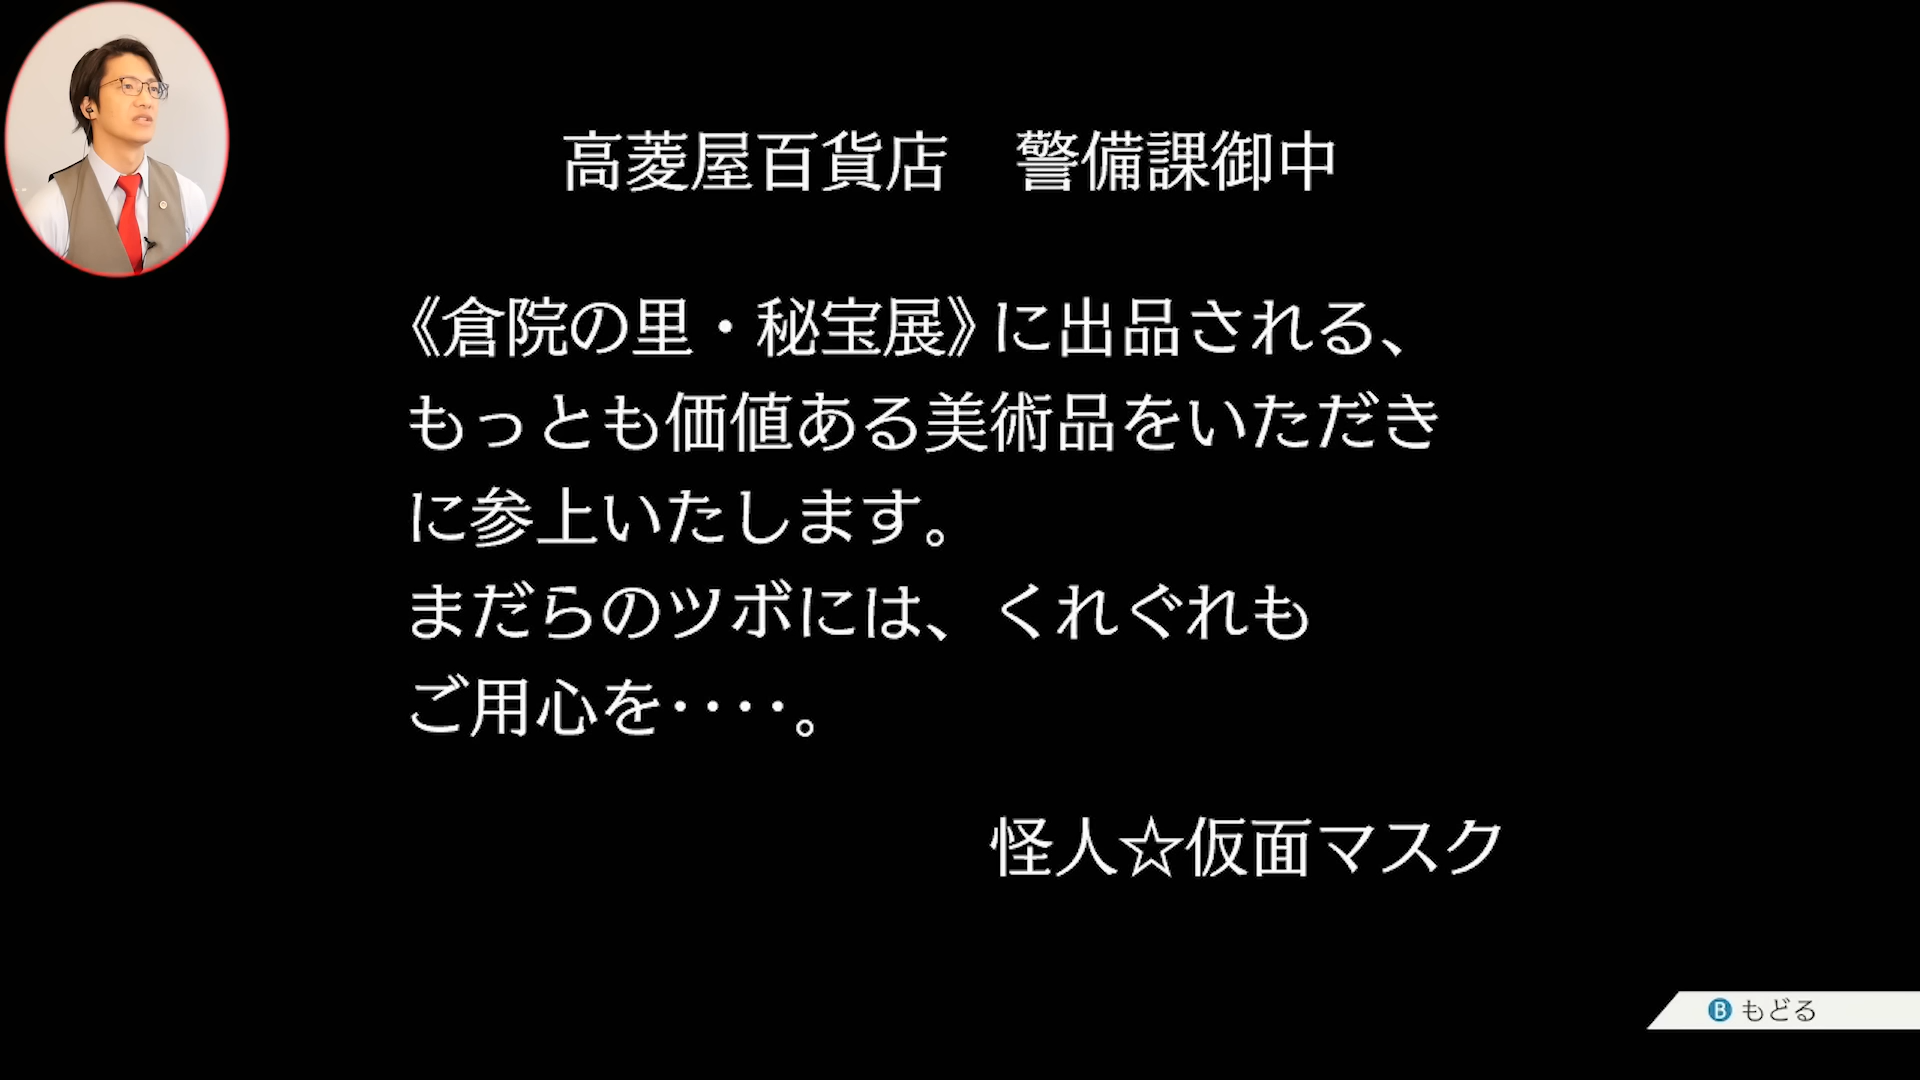 高菱屋百貨店　警備課御中
《倉院の里・秘宝展》に出品される、
もっとも価値ある美術品をいただき
に参上いたします。
まだらのツボには、くれぐれも
ご用心を････。
怪人☆仮面マスク
B もどる